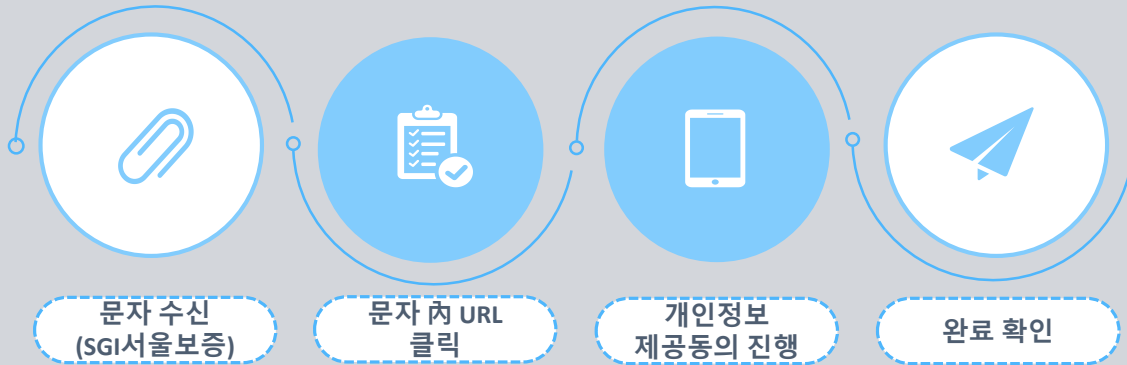 문자 수신
(SGI서울보증)
문자 內 URL
클릭
개인정보
제공동의 진행
완료 확인